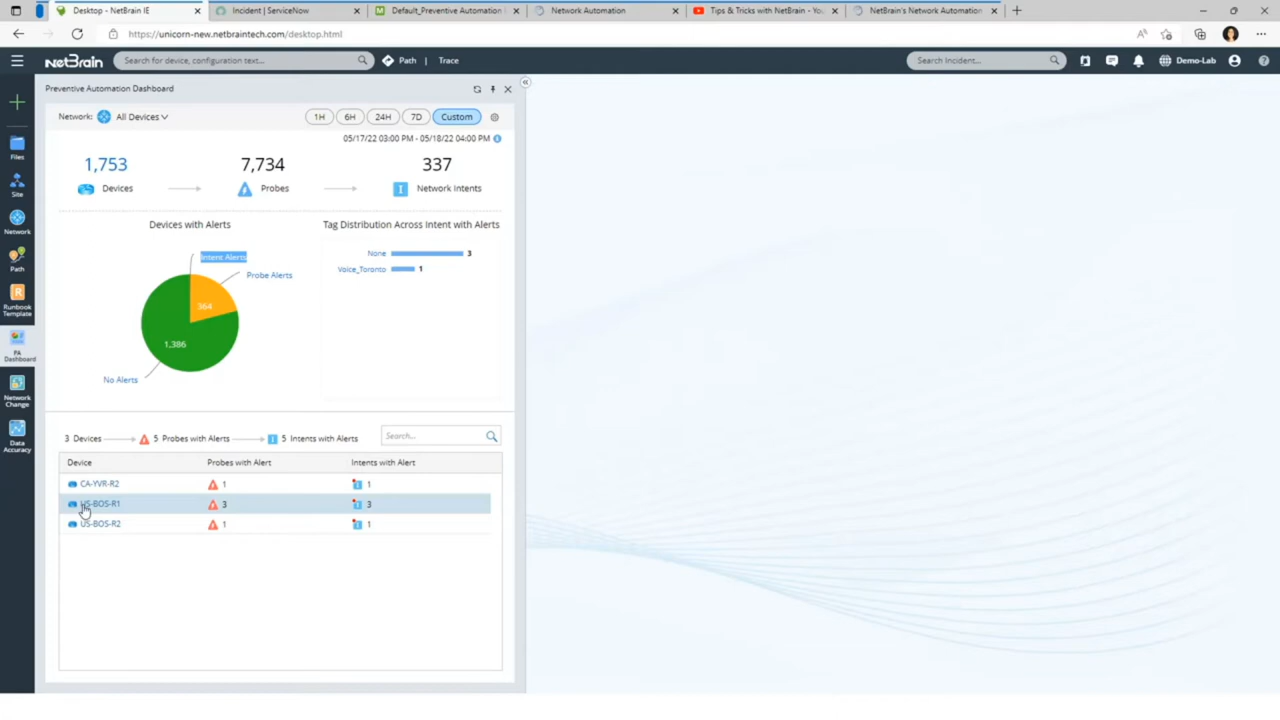 Desktop - NetBrain IE
Incident | ServiceNow
Default_Preventive Automation
Network Automation
Tips & Tricks with NetBrain - Yo
NetBrain's Network Automation
https://unicorn-new.netbraintech.com/desktop.html
netBrain
Search for device, configuration text...
Path | Trace
Search Incident...
Demo-Lab
Files
Site
Network
Path
Runbook
Template
PA
Dashboard
Network
Change
Data
Accuracy
Preventive Automation Dashboard
Network: All Devices
1H 6H 24H 7D Custom
05/17/22 03:00 PM - 05/18/22 04:00 PM
1,753 7,734 337
Devices Probes Network Intents
Devices with Alerts
Intent Alerts
Probe Alerts
364
1,386
No Alerts
Tag Distribution Across Intent with Alerts
None 3
Voice_Toronto 1
3 Devices 5 Probes with Alerts 5 Intents with Alerts
Search...
Device Probes with Alert Intents with Alert
CA-YVR-R2 1 1
US-BOS-R1 3 3
US-BOS-R2 1 1